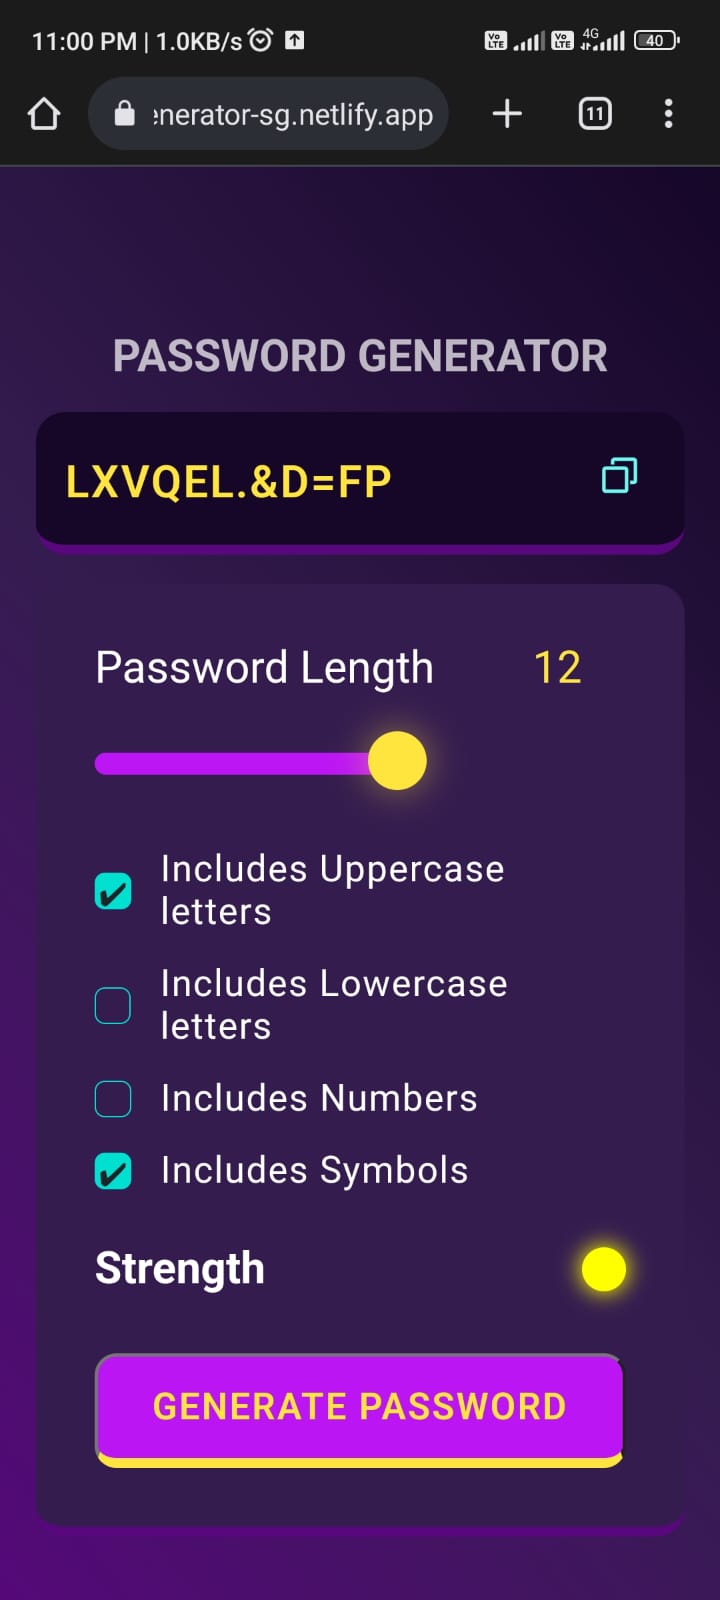 11:00 PM | 1.0KB/s
Vo LTE Vo LTE 4G 40
enerator-sg.netlify.app
11
PASSWORD GENERATOR
LXVQEL.&D=FP
Password Length 12
Includes Uppercase
letters
Includes Lowercase
letters
Includes Numbers
Includes Symbols
Strength
GENERATE PASSWORD